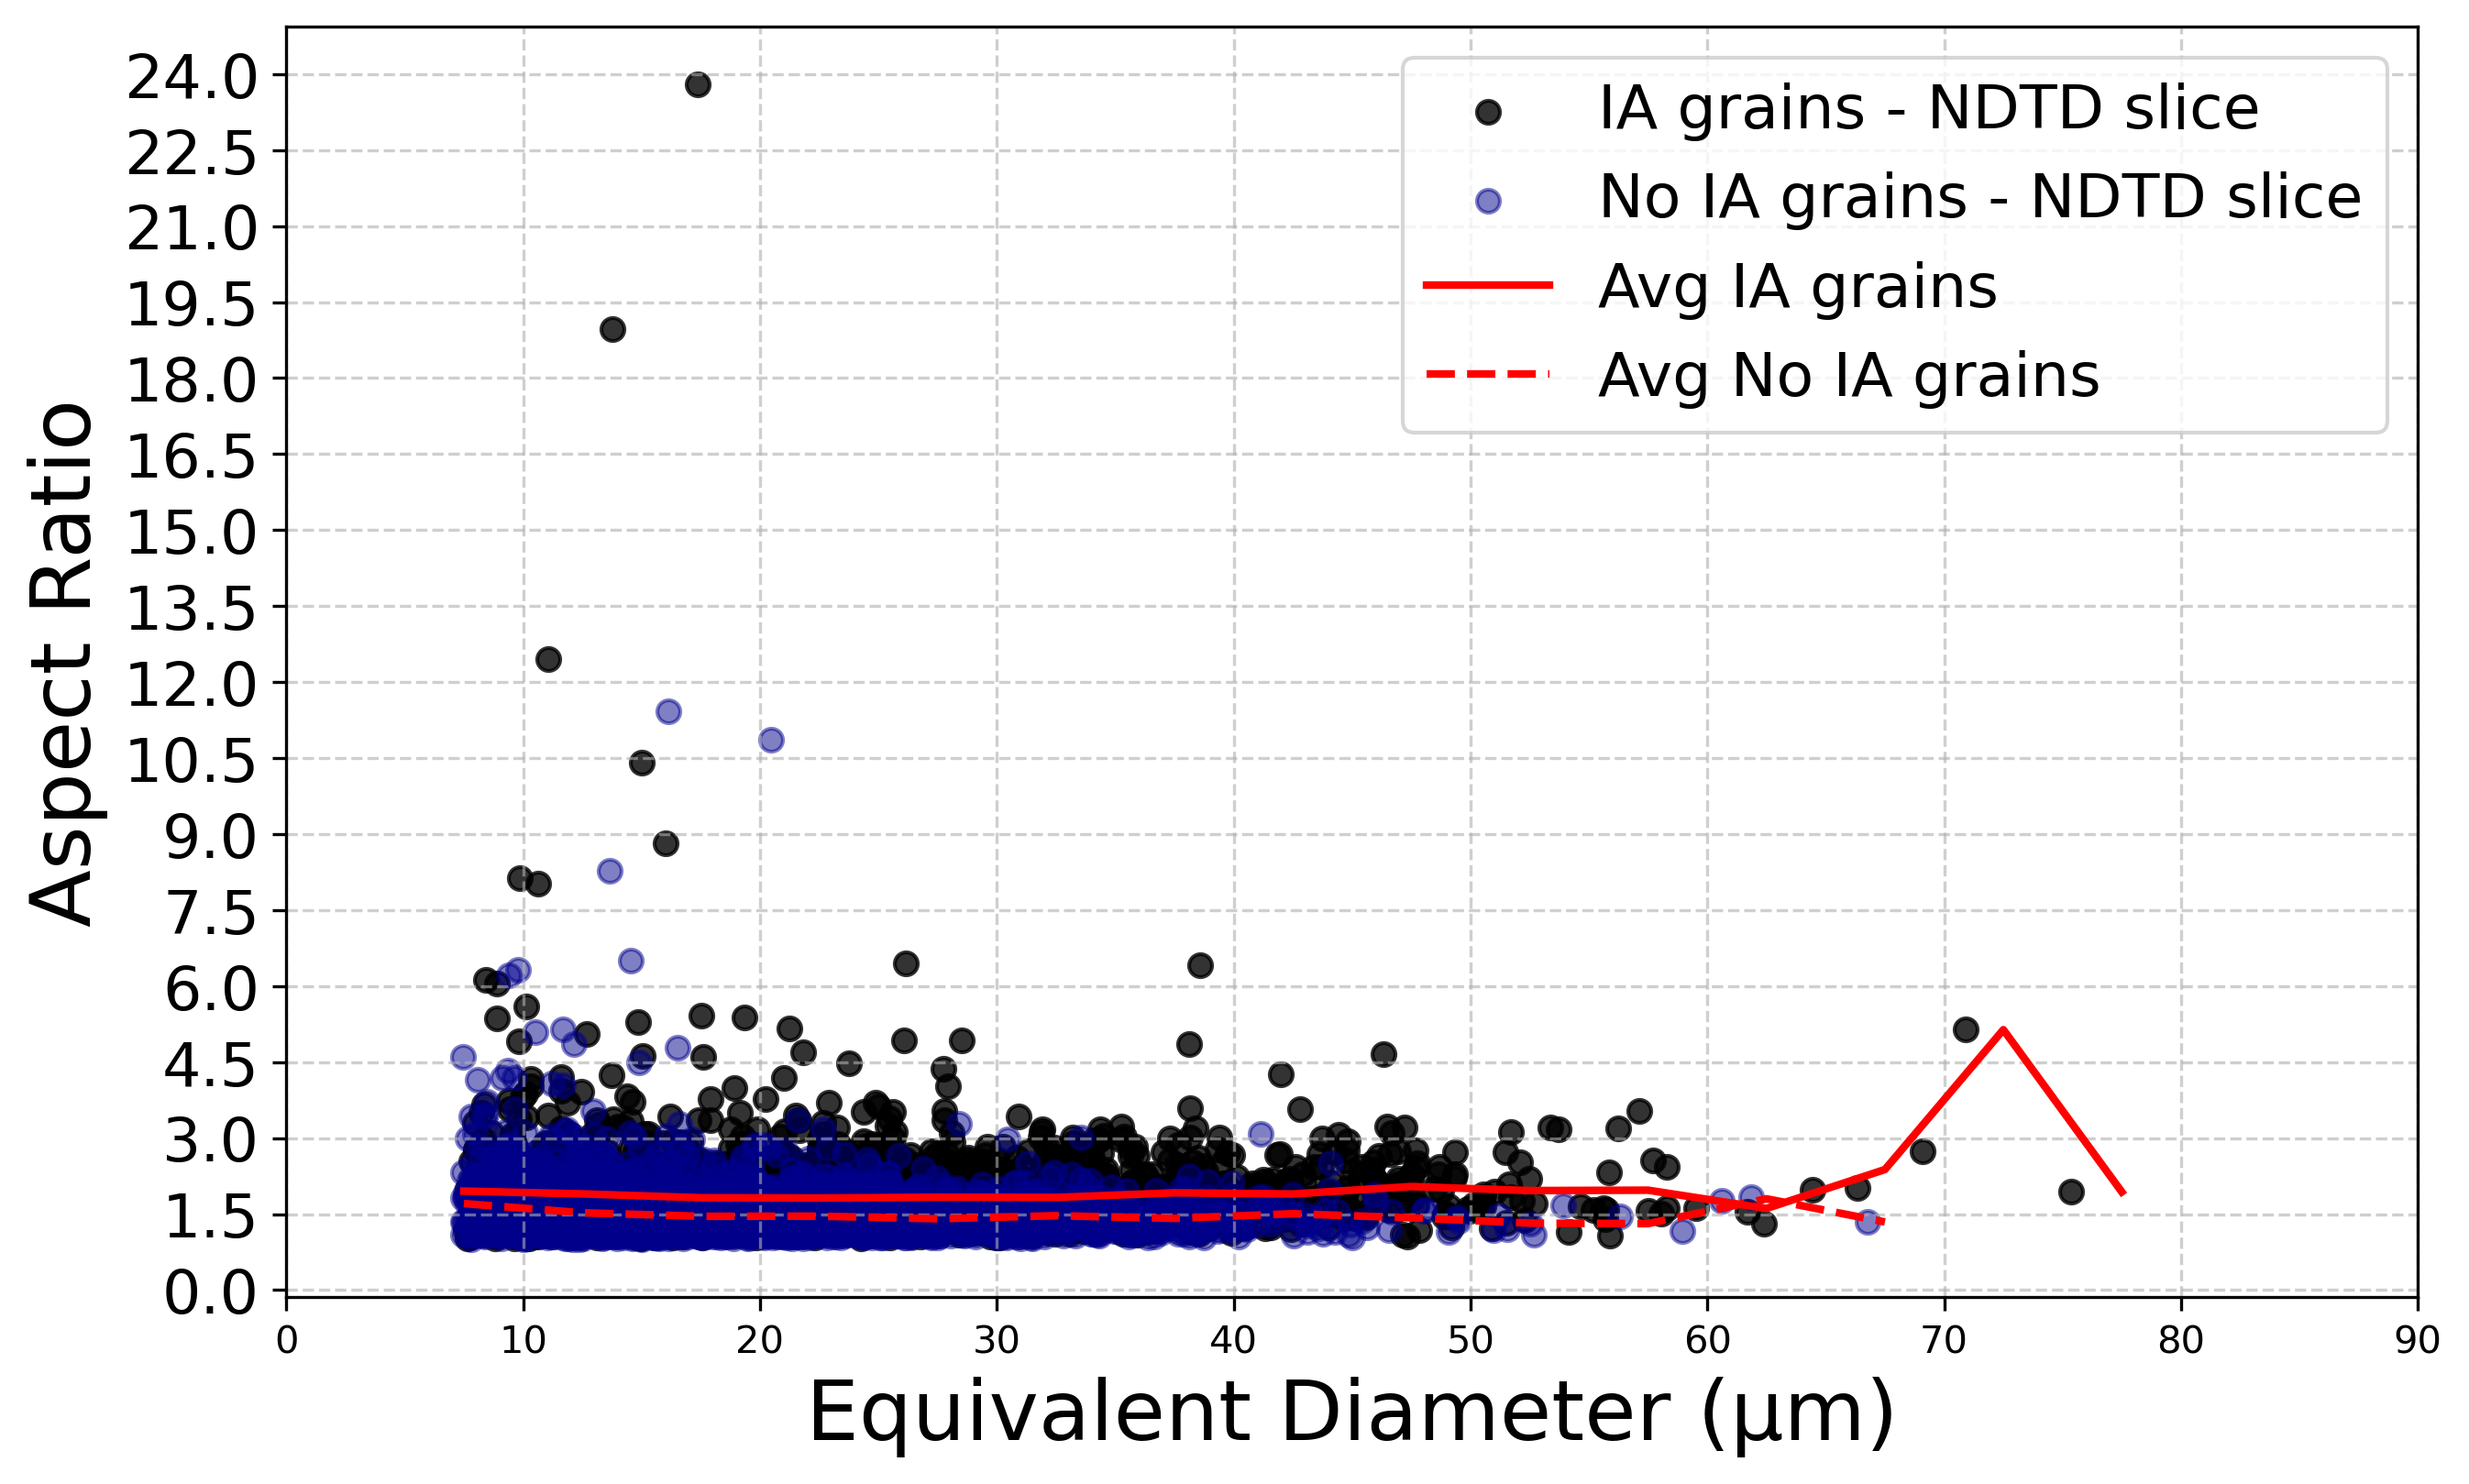 24.0
22.5
21.0
19.5
18.0
16.5
15.0
13.5
12.0
10.5
9.0
7.5
6.0
4.5
3.0
1.5
0.0
Aspect Ratio
IA grains - NDTD slice
No IA grains - NDTD slice
Avg IA grains
Avg No IA grains
0 10 20 30 40 50 60 70 80 90
Equivalent Diameter (µm)